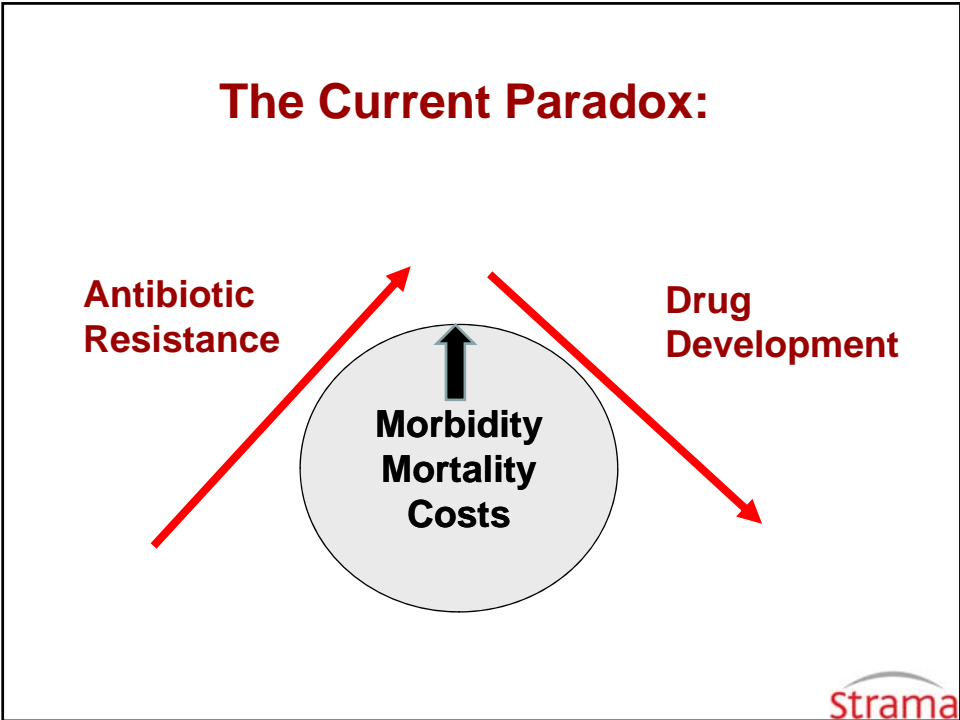 The Current Paradox:
Antibiotic
Resistance
Drug
Development
Morbidity
Mortality
Costs
Strama